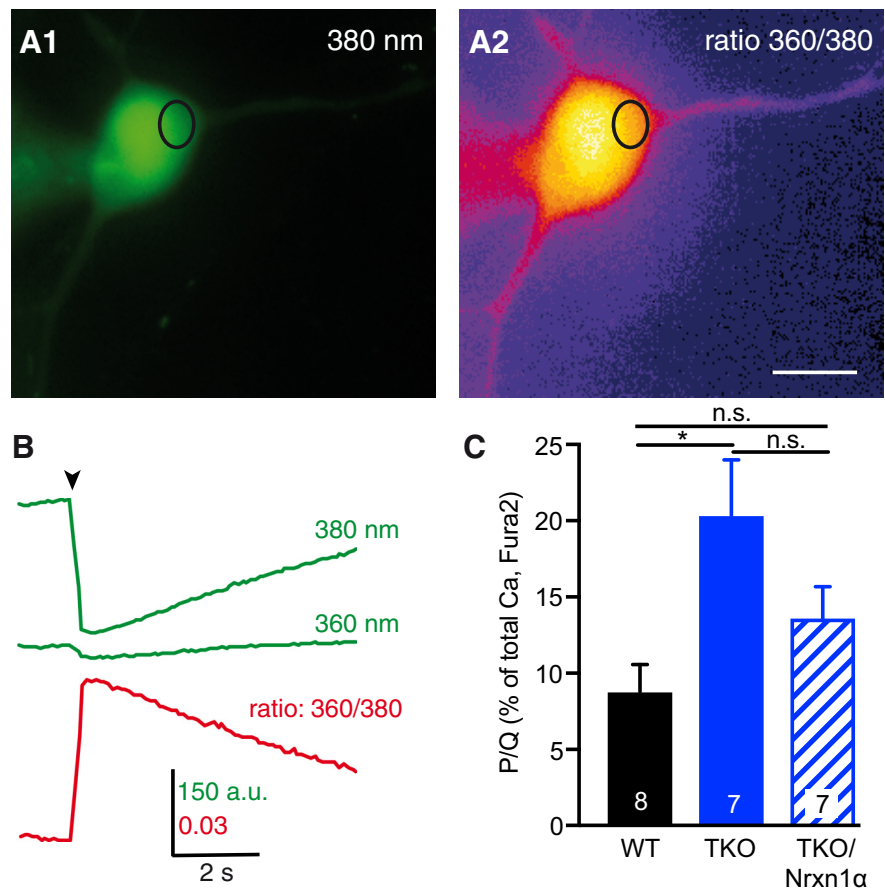 A1
380 nm
A2
ratio 360/380
B
380 nm
360 nm
ratio: 360/380
150 a.u.
0.03
2 s
C
n.s.
*
n.s.
P/Q (% of total Ca, Fura2)
25
20
15
10
5
0
8
7
7
WT
TKO
TKO/
Nrxn1α